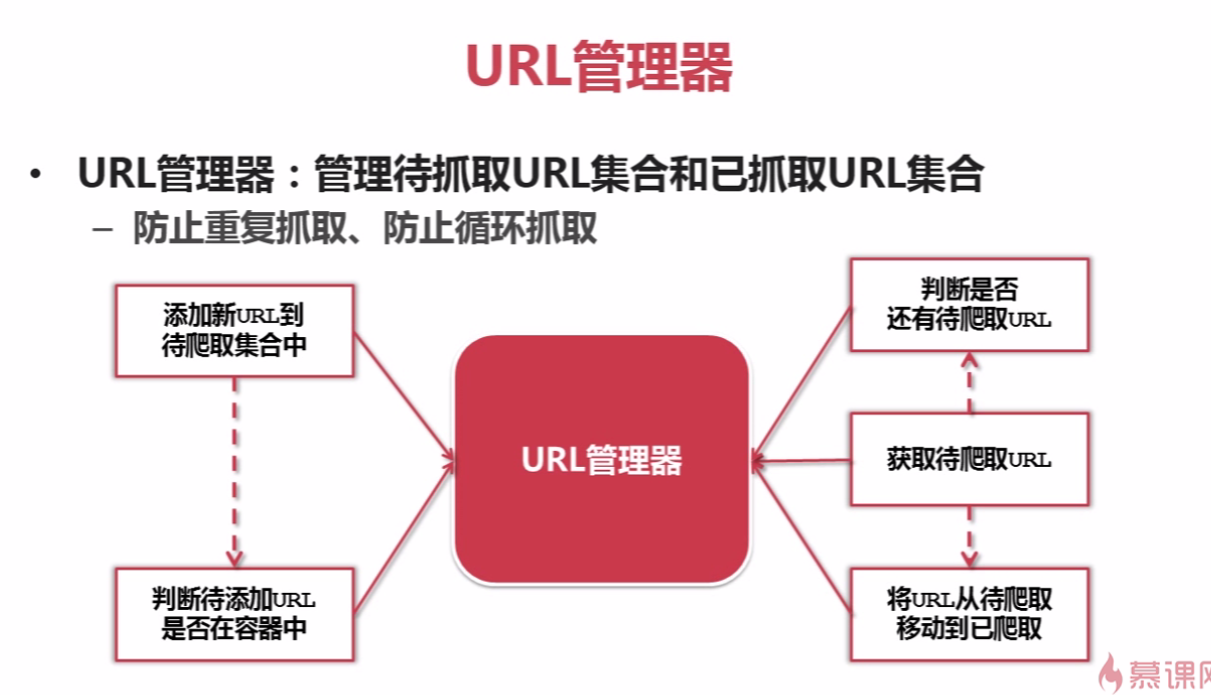 URL管理器
• URL管理器：管理待抓取URL集合和已抓取URL集合
– 防止重复抓取、防止循环抓取
添加新URL到
待爬取集合中
判断待添加URL
是否在容器中
URL管理器
判断是否
还有待爬取URL
获取待爬取URL
将URL从待爬取
移动到已爬取
慕课网